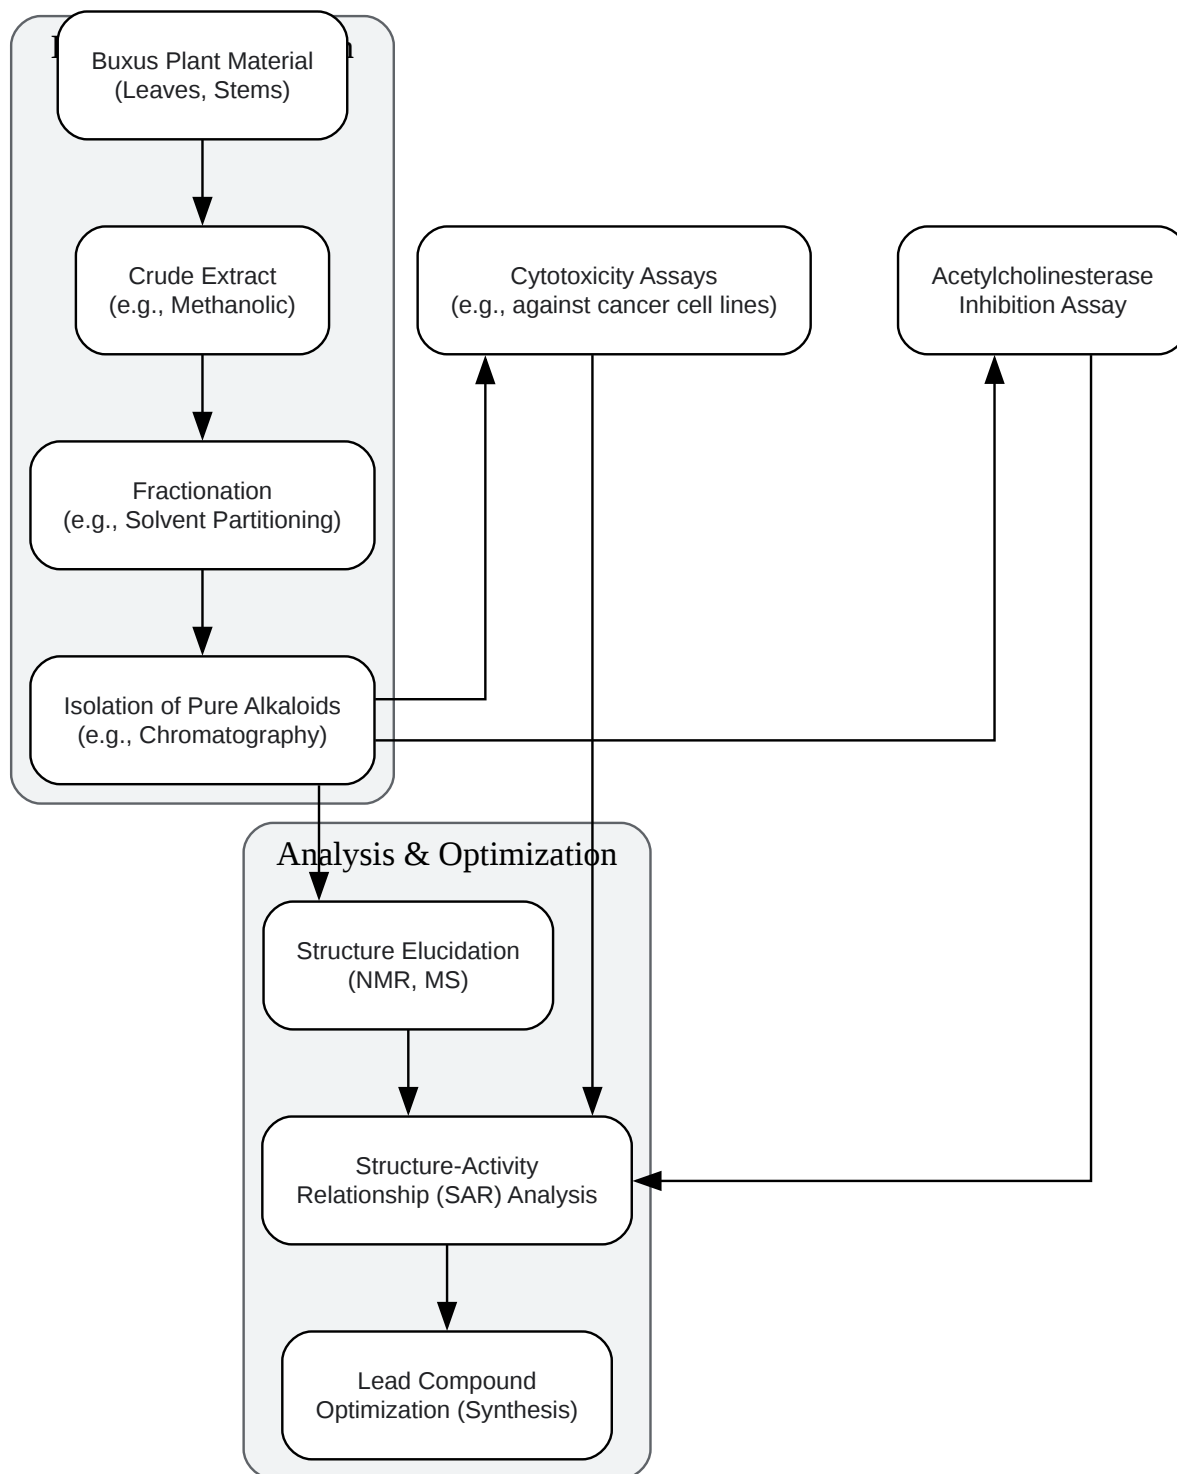 Buxus Plant Material
(Leaves, Stems)
Crude Extract
(e.g., Methanolic)
Cytotoxicity Assays
(e.g., against cancer cell lines)
Acetylcholinesterase
Inhibition Assay
Fractionation
(e.g., Solvent Partitioning)
Isolation of Pure Alkaloids
(e.g., Chromatography)
Analysis & Optimization
Structure Elucidation
(NMR, MS)
Structure-Activity
Relationship (SAR) Analysis
Lead Compound
Optimization (Synthesis)